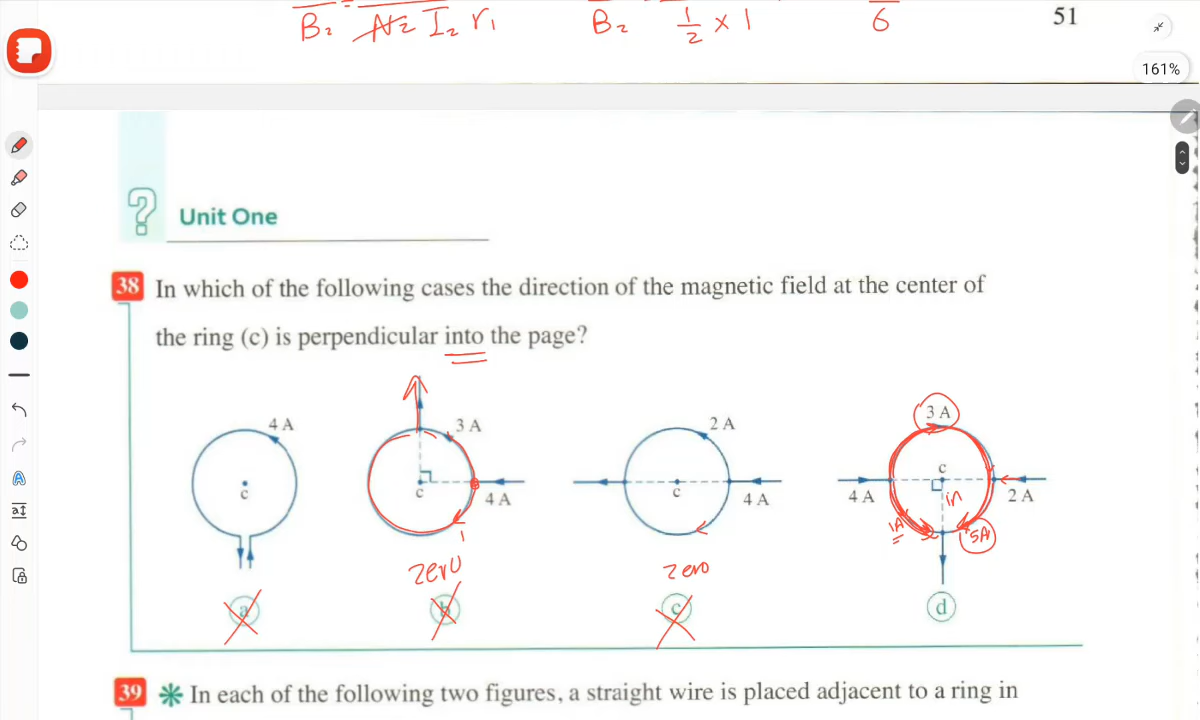 B₂ = A₂ I₂ r₁
B₂ 1/2 × 1
6
51
161%
?
Unit One
38 In which of the following cases the direction of the magnetic field at the center of
the ring (c) is perpendicular into the page?
4 A
c
a
3 A
c
4 A
1
zero
b
2 A
c
4 A
zero
c
3 A
c
4 A
in
2 A
1A
5A
d
39 ✱ In each of the following two figures, a straight wire is placed adjacent to a ring in